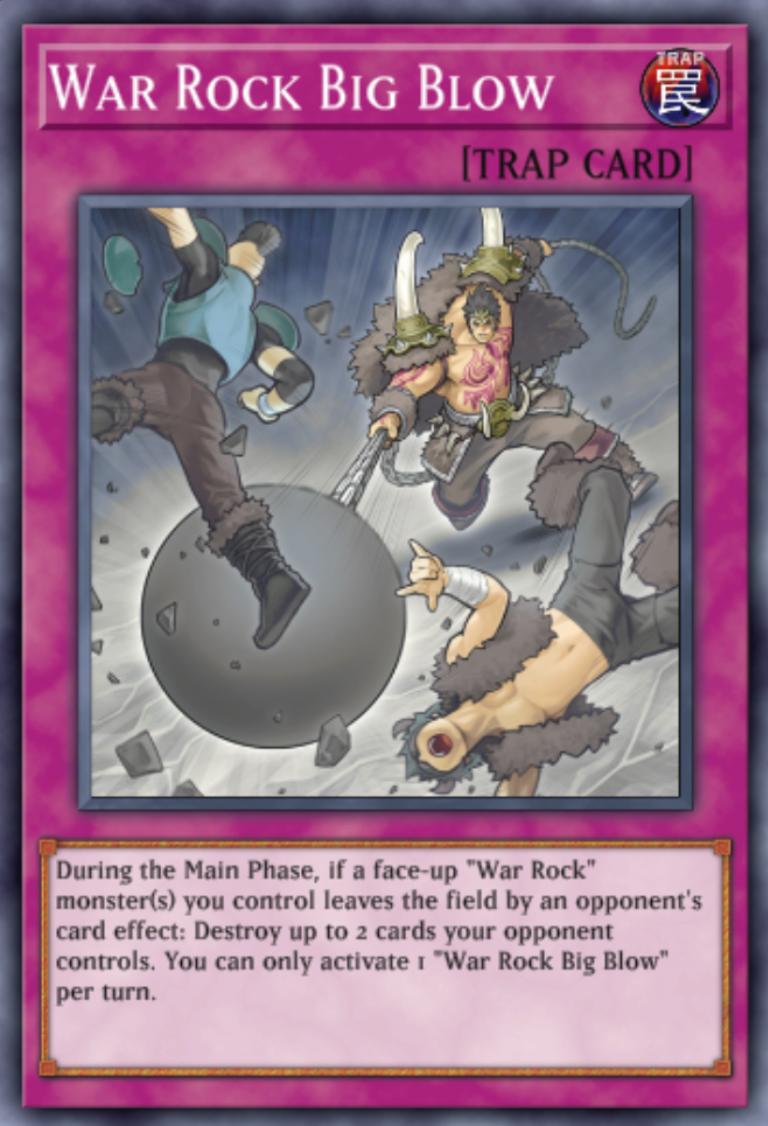 War Rock Big Blow
TRAP
罠
[TRAP CARD]
During the Main Phase, if a face-up "War Rock"
monster(s) you control leaves the field by an opponent's
card effect: Destroy up to 2 cards your opponent
controls. You can only activate 1 "War Rock Big Blow"
per turn.